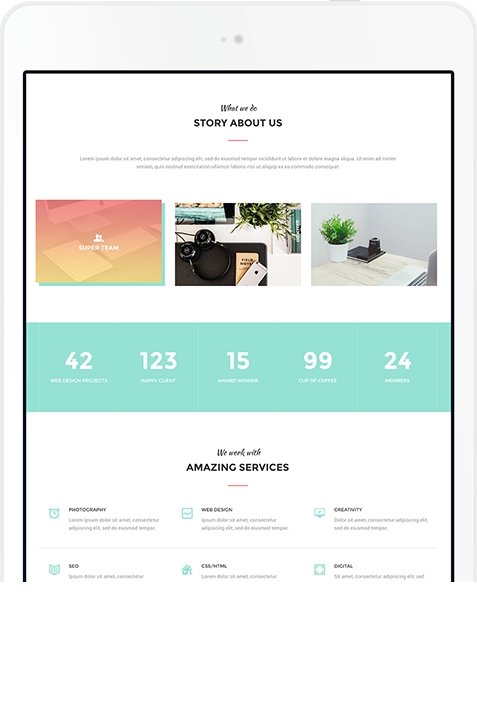 What we do
STORY ABOUT US
Lorem ipsum dolor sit amet, consectetur adipiscing elit, sed do eiusmod tempor incididunt ut labore et dolore magna aliqua. Ut enim ad minim
veniam, quis nostrud exercitation ullamco laboris nisi ut aliquip ex ea commodo consequat.
SUPER TEAM
FIELD
NOTES
42
123
15
99
24
WEB DESIGN PROJECTS
HAPPY CLIENT
AWARD WINNER
CUP OF COFFEE
MEMBERS
We work with
AMAZING SERVICES
PHOTOGRAPHY
Lorem ipsum dolor sit amet, consectetur
adipiscing elit, sed do eiusmod tempor
WEB DESIGN
Lorem ipsum dolor sit amet, consectetur
adipiscing elit, sed do eiusmod tempor.
CREATIVITY
Dolor sit amet, consectetur adipiscing elit,
sed do eiusmod tempor.
SEO
Ipsum dolor sit amet, consectetur
CSS/HTML
Lorem ipsum dolor sit amet, consectetur
DIGITAL
Sit amet, consectetur adipiscing elit, sed